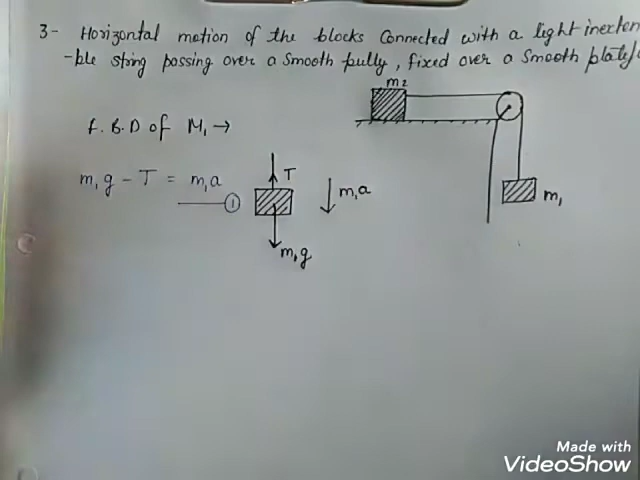 3- Horizontal motion of the blocks connected with a light inexten
-ble string passing over a smooth pully, fixed over a smooth plate/
m2
F.B.D of M₁ →
m₁g - T = m₁a
①
T
m₁a
m₁
m₁g
Made with
VideoShow